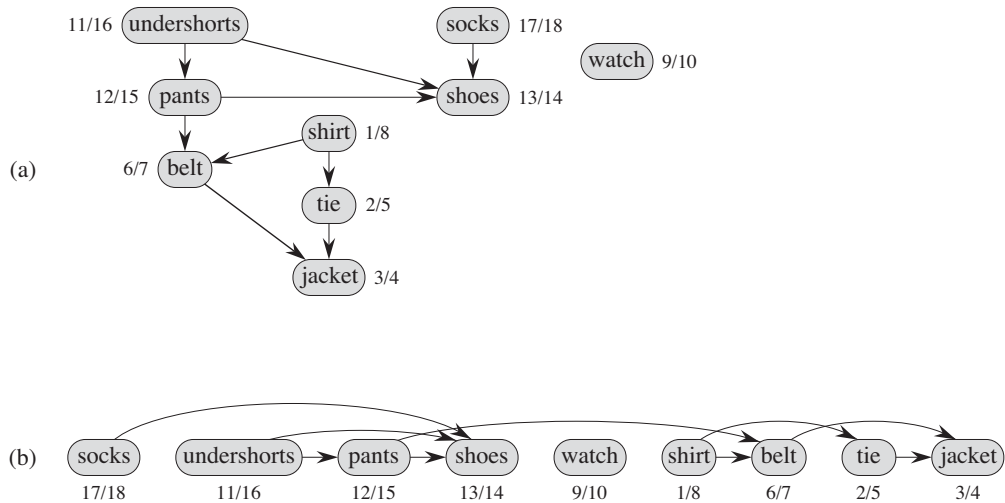 11/16 undershorts socks 17/18
watch 9/10
12/15 pants shoes 13/14
shirt 1/8
(a) 6/7 belt
tie 2/5
jacket 3/4
(b) socks undershorts pants shoes watch shirt belt tie jacket
17/18 11/16 12/15 13/14 9/10 1/8 6/7 2/5 3/4